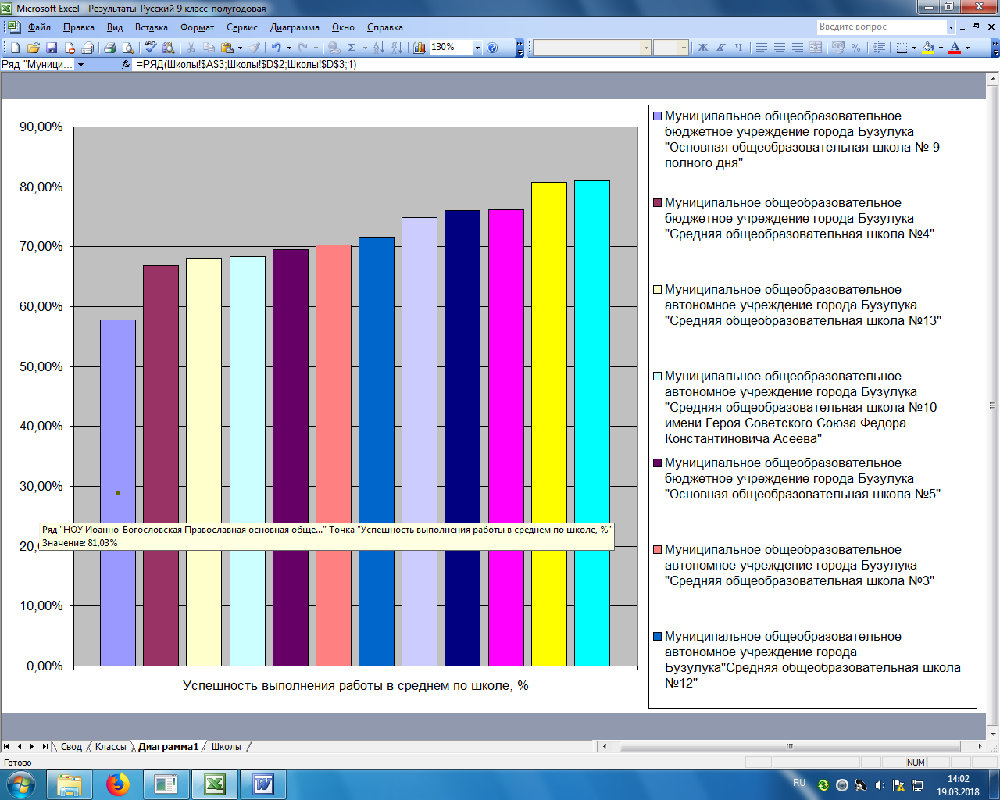 Microsoft Excel - Результаты_Русский 9 класс-полугодовая
Файл Правка Вид Вставка Формат Сервис Диаграмма Окно Справка
Введите вопрос
130%
Ж К Ч
Ряд "Муници... fx =РЯД(Школы!$A$3;Школы!$D$2;Школы!$D$3;1)
90,00%
80,00%
70,00%
60,00%
50,00%
40,00%
30,00%
20,
10,00%
0,00%
Ряд "НОУ Иоанно-Богословская Православная основная обще..." Точка "Успешность выполнения работы в среднем по школе, %"
Значение: 81,03%
Успешность выполнения работы в среднем по школе, %
Муниципальное общеобразовательное
бюджетное учреждение города Бузулука
"Основная общеобразовательная школа № 9
полного дня"
Муниципальное общеобразовательное
бюджетное учреждение города Бузулука
"Средняя общеобразовательная школа №4"
Муниципальное общеобразовательное
автономное учреждение города Бузулука
"Средняя общеобразовательная школа №13"
Муниципальное общеобразовательное
автономное учреждение города Бузулука
"Средняя общеобразовательная школа №10
имени Героя Советского Союза Федора
Константиновича Асеева"
Муниципальное общеобразовательное
бюджетное учреждение города Бузулука
"Основная общеобразовательная школа №5"
Муниципальное общеобразовательное
автономное учреждение города Бузулука
"Средняя общеобразовательная школа №3"
Муниципальное общеобразовательное
автономное учреждение города
Бузулука"Средняя общеобразовательная школа
№12"
Свод Классы Диаграмма1 Школы
Готово
NUM
RU
14:02
19.03.2018